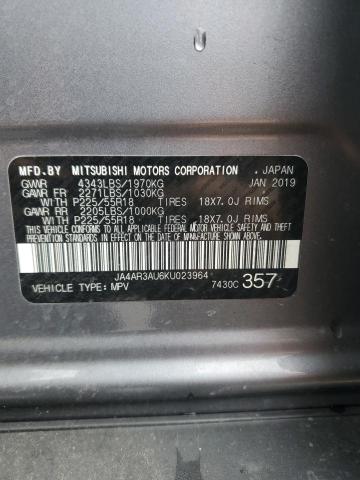 MFD.BY MITSUBISHI MOTORS CORPORATION . JAPAN
GVWR 4343LBS/1970KG JAN 2019
GAWR FR 2271LBS/1030KG
WITH P225/55R18 TIRES 18X7.0J RIMS
GAWR RR 2205LBS/1000KG
WITH P225/55R18 TIRES 18X7.0J RIMS
THIS VEHICLE CONFORMS TO ALL APPLICABLE FEDERAL
MOTOR VEHICLE SAFETY AND THEFT PREVENTION STANDARDS
IN EFFECT ON THE DATE OF MANUFACTURE SHOWN ABOVE.
JA4AR3AU6KU023964
VEHICLE TYPE: MPV 7430C 357